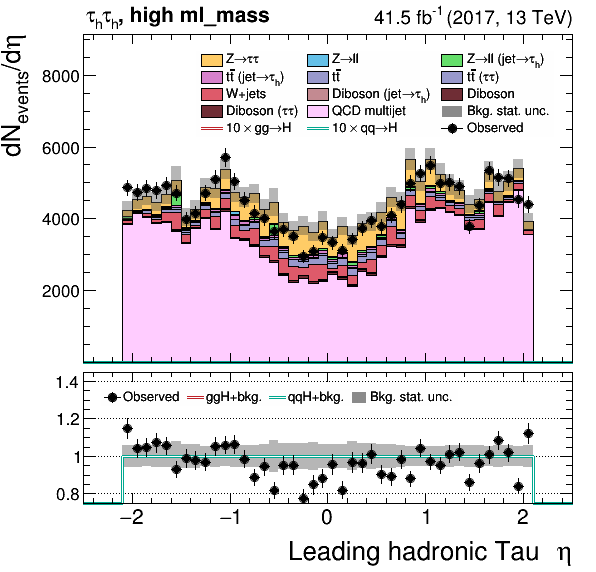 τhτh, high ml_mass 41.5 fb⁻¹ (2017, 13 TeV)
dNevents/dη
8000
6000
4000
2000
Z→ττ Z→ll Z→ll (jet→τh)
tt̄ (jet→τh) tt̄ tt̄ (ττ)
W+jets Diboson (jet→τh) Diboson
Diboson (ττ) QCD multijet Bkg. stat. unc.
10 × gg→H 10 × qq→H Observed
1.4
1.2
1
0.8
Observed ggH+bkg. qqH+bkg. Bkg. stat. unc.
−2 −1 0 1 2
Leading hadronic Tau η